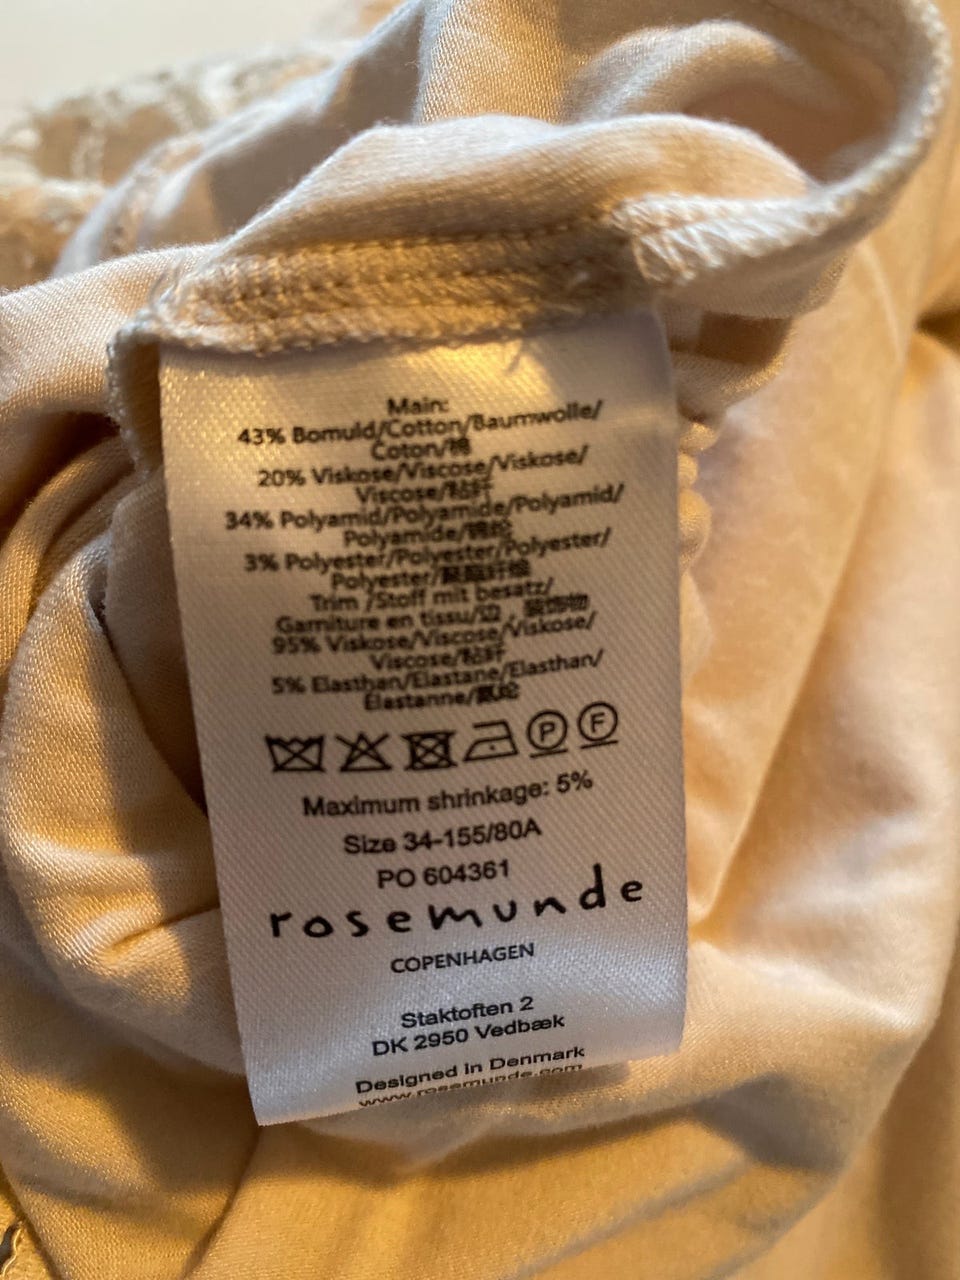 Main:
43% Bomuld/Cotton/Baumwolle/
Coton/棉
20% Viskose/Viscose/Viskose/
Viscose/粘纤
34% Polyamid/Polyamide/Polyamid/
Polyamide/锦纶
3% Polyester/Polyester/Polyester/
Polyester/聚酯纤维
Trim /Stoff mit besatz/
Garniture en tissu/边 , 装饰物
95% Viskose/Viscose/Viskose/
Viscose/粘纤
5% Elasthan/Elastane/Elasthan/
Elastanne/氨纶
P F
Maximum shrinkage: 5%
Size 34-155/80A
PO 604361
rosemunde
COPENHAGEN
Staktoften 2
DK 2950 Vedbæk
Designed in Denmark
www.rosemunde.com